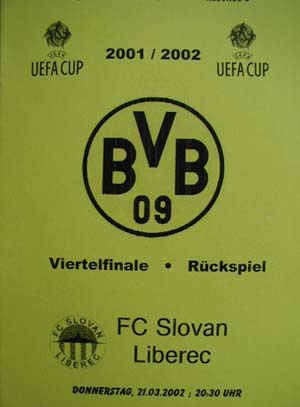 UEFA CUP
2001 / 2002
UEFA CUP
BVB
09
Viertelfinale • Rückspiel
FC SLOVAN
LIBEREC
FC Slovan
Liberec
DONNERSTAG, 21.03.2002 ; 20:30 UHR